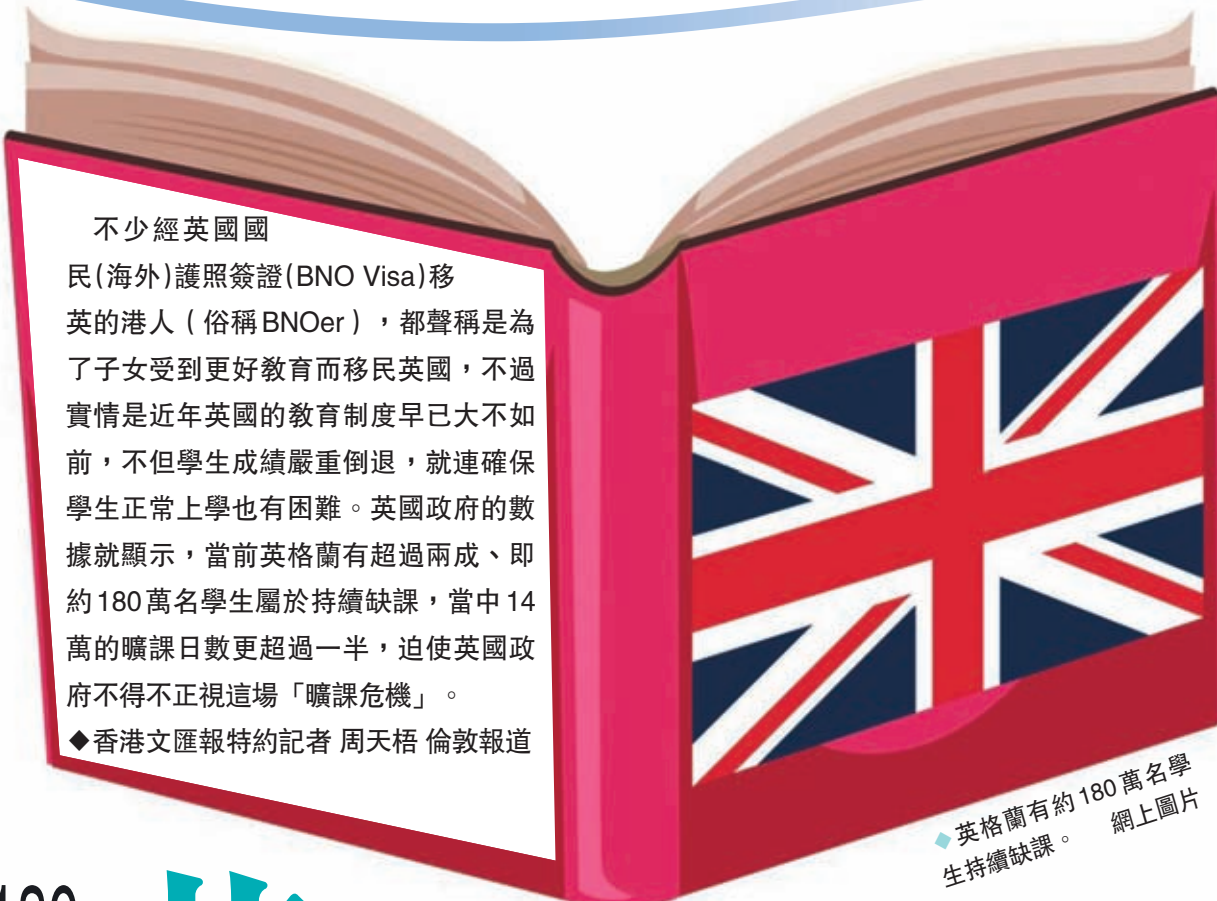 不少經英國國
民(海外)護照簽證(BNO Visa)移
英的港人（俗稱BNOer），都聲稱是為
了子女受到更好教育而移民英國，不過
實情是近年英國的教育制度早已大不如
前，不但學生成績嚴重倒退，就連確保
學生正常上學也有困難。英國政府的數
據就顯示，當前英格蘭有超過兩成、即
約180萬名學生屬於持續缺課，當中14
萬的曠課日數更超過一半，迫使英國政
府不得不正視這場「曠課危機」。
◆香港文匯報特約記者 周天梧 倫敦報道
◆英格蘭有約180萬名學
生持續缺課。 網上圖片